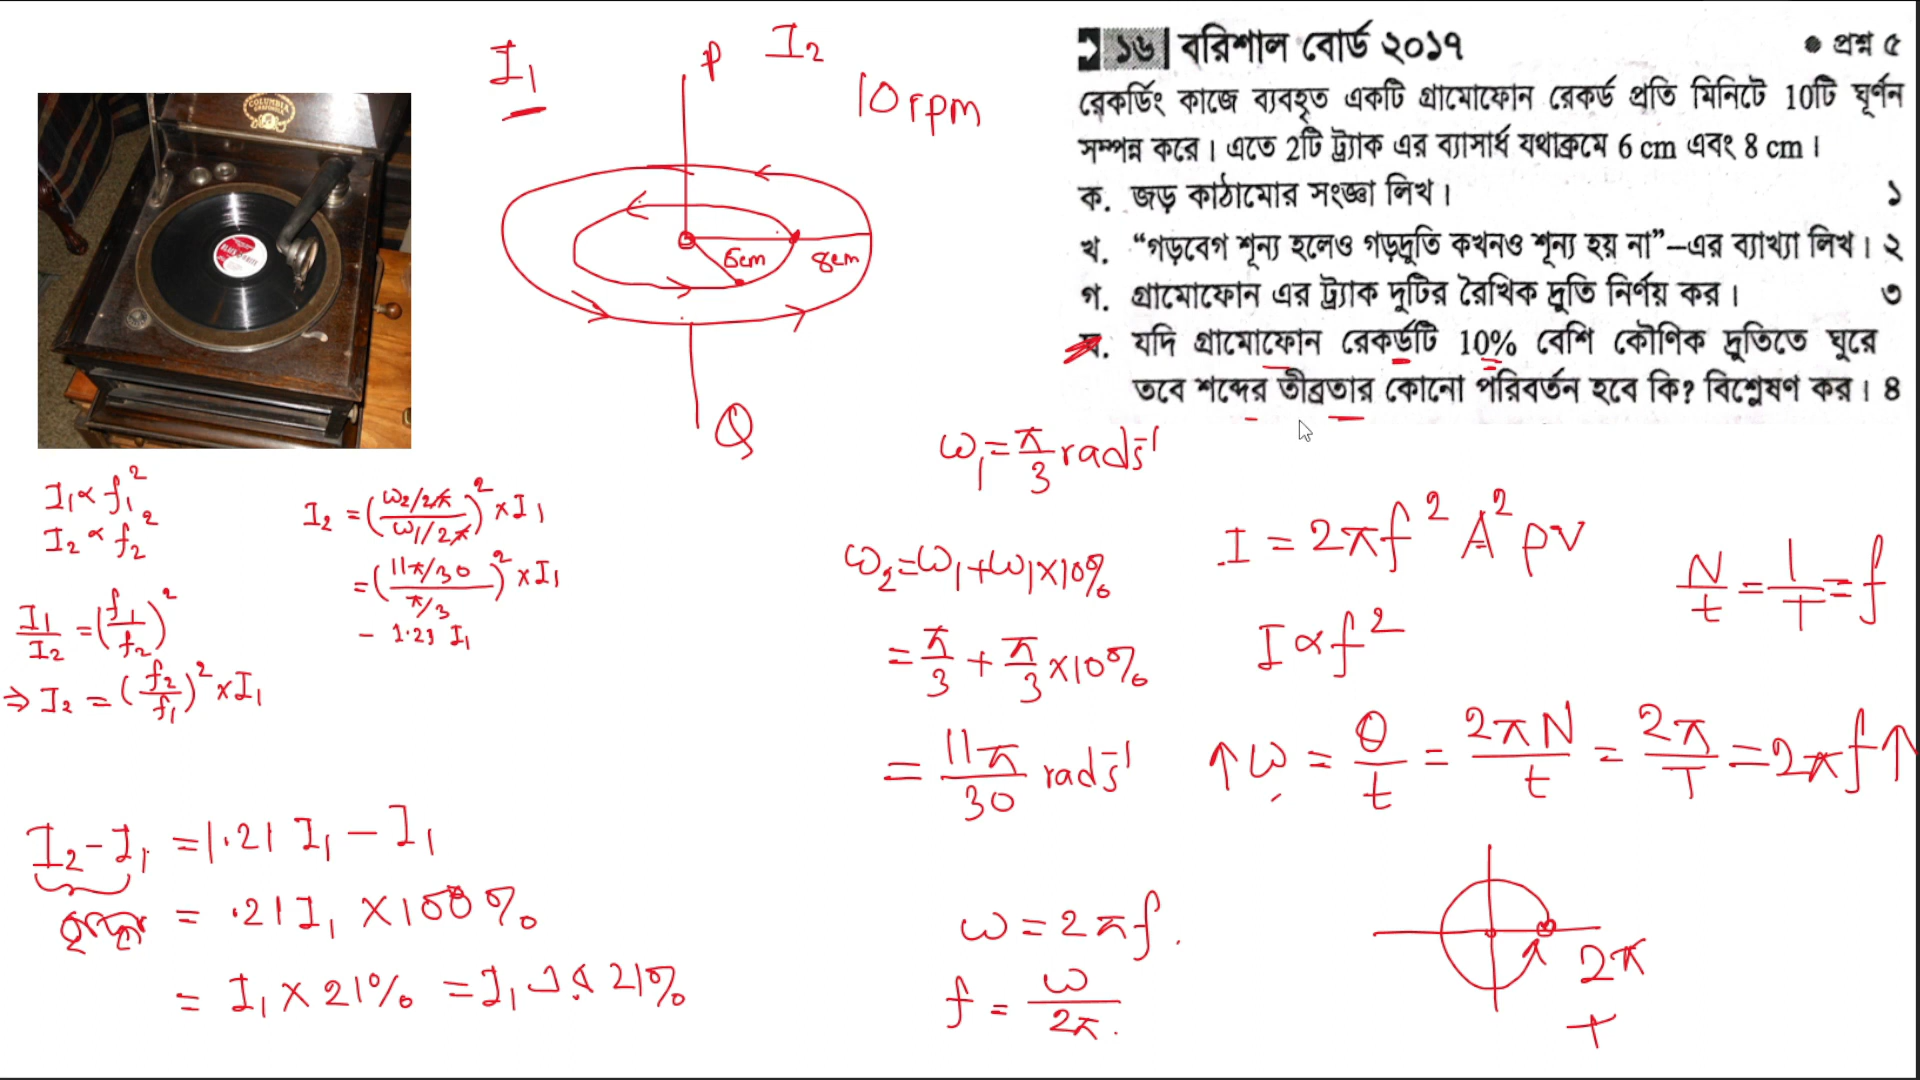 ১৬ বরিশাল বোর্ড ২০১৭ ● প্রশ্ন ৫
রেকর্ডিং কাজে ব্যবহৃত একটি গ্রামোফোন রেকর্ড প্রতি মিনিটে 10টি ঘূর্ণন
সম্পন্ন করে। এতে 2টি ট্র্যাক এর ব্যাসার্ধ যথাক্রমে 6 cm এবং 8 cm।
ক. জড় কাঠামোর সংজ্ঞা লিখ। ১
খ. “গড়বেগ শূন্য হলেও গড়দ্রুতি কখনও শূন্য হয় না”–এর ব্যাখ্যা লিখ। ২
গ. গ্রামোফোন এর ট্র্যাক দুটির রৈখিক দ্রুতি নির্ণয় কর। ৩
ঘ. যদি গ্রামোফোন রেকর্ডটি 10% বেশি কৌণিক দ্রুতিতে ঘুরে
তবে শব্দের তীব্রতার কোনো পরিবর্তন হবে কি? বিশ্লেষণ কর। ৪
COLUMBIA
I₁
P
I₂
10 rpm
6cm
8cm
Q
I₁ ∝ f₁²
I₂ ∝ f₂²
I₁/I₂ = (f₁/f₂)²
⇒ I₂ = (f₂/f₁)² × I₁
I₂ = (ω₂/2π / ω₁/2π)² × I₁
= (11π/30 / π/3)² × I₁
= 1.21 I₁
I₂ - I₁ = 1.21 I₁ - I₁
= .21 I₁ × 100%
= I₁ × 21% = I₁ এর 21%
ω₁ = π/3 rads⁻¹
ω₂ = ω₁ + ω₁ × 10%
= π/3 + π/3 × 10%
= 11π/30 rads⁻¹
ω = 2πf.
f = ω/2π.
I = 2πf² A² ρv
I ∝ f²
N/t = 1/T = f
↑ω = θ/t = 2πN/t = 2π/T = 2πf↑
2π